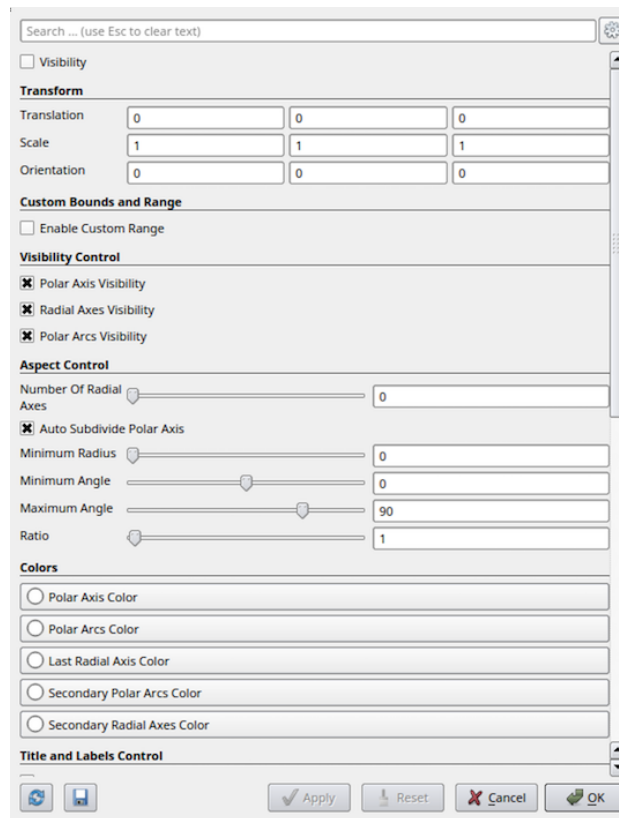 Search ... (use Esc to clear text)
Visibility
Transform
Translation 0 0 0
Scale 1 1 1
Orientation 0 0 0
Custom Bounds and Range
Enable Custom Range
Visibility Control
Polar Axis Visibility
Radial Axes Visibility
Polar Arcs Visibility
Aspect Control
Number Of Radial
Axes 0
Auto Subdivide Polar Axis
Minimum Radius 0
Minimum Angle 0
Maximum Angle 90
Ratio 1
Colors
Polar Axis Color
Polar Arcs Color
Last Radial Axis Color
Secondary Polar Arcs Color
Secondary Radial Axes Color
Title and Labels Control
Apply Reset Cancel OK